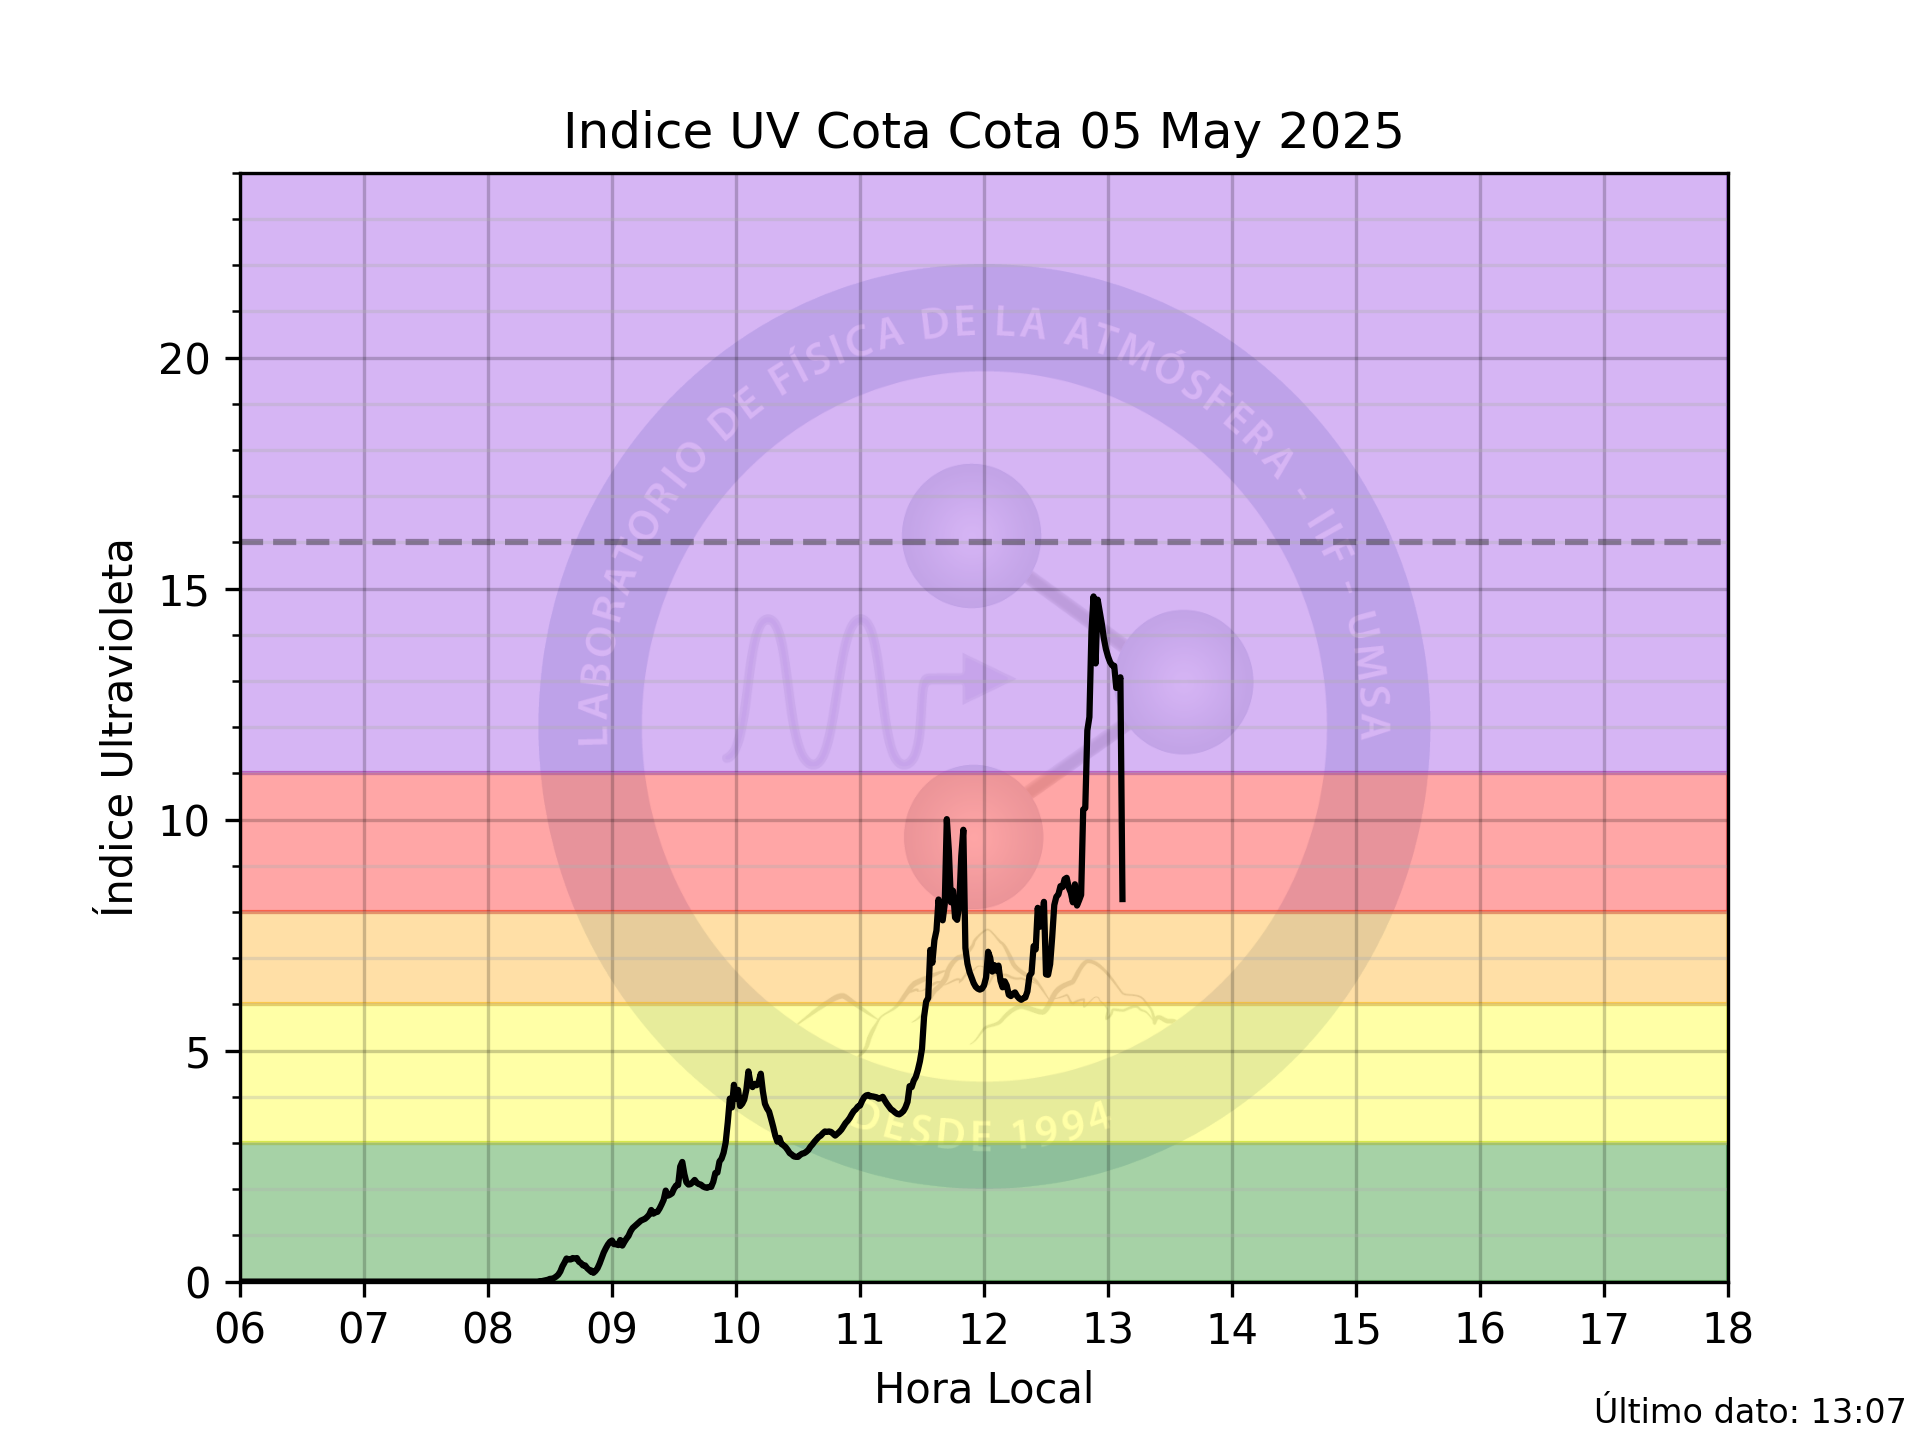 Indice UV Cota Cota 05 May 2025
LABORATORIO DE FÍSICA DE LA ATMÓSFERA - IIF - UMSA
DESDE 1994
Índice Ultravioleta
20
15
10
5
0
06 07 08 09 10 11 12 13 14 15 16 17 18
Hora Local
Último dato: 13:07